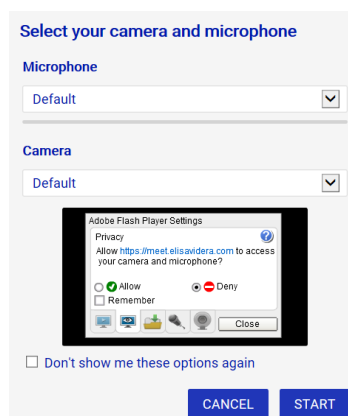 Select your camera and microphone
Microphone
Default
Camera
Default
Adobe Flash Player Settings
Privacy
Allow https://meet.elisavidera.com to access
your camera and microphone?
Allow
Deny
Remember
Close
Don't show me these options again
CANCEL
START